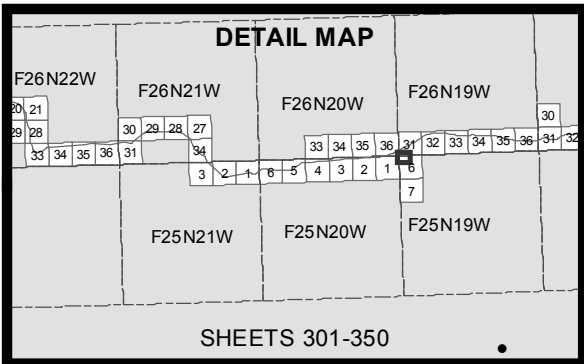 DETAIL MAP
F26N22W
F26N21W
F26N20W
F26N19W
20 21
30
29 28
30 29 28 27
33 34 35 36 31
34
33 34 35 36 31 32 33 34 35 36 31 32
3 2 1 6 5 4 3 2 1 6
7
F25N21W
F25N20W
F25N19W
SHEETS 301-350